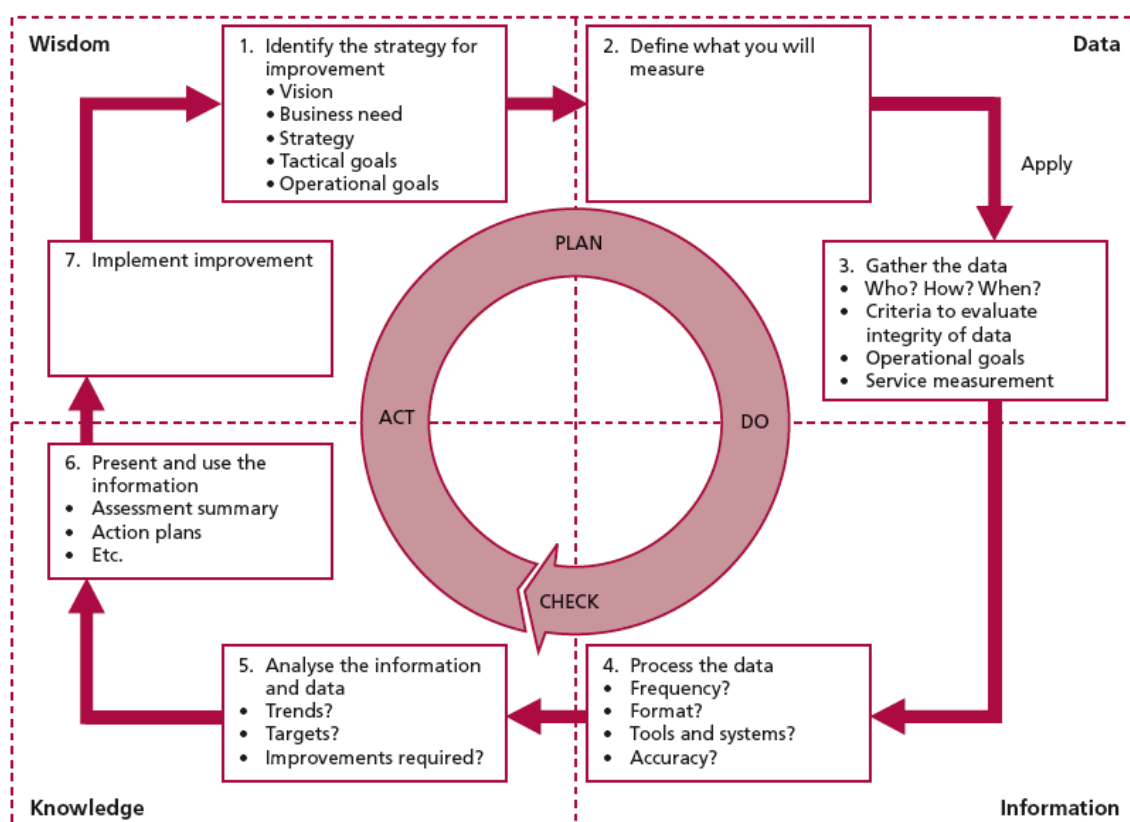 Wisdom
1. Identify the strategy for
improvement
• Vision
• Business need
• Strategy
• Tactical goals
• Operational goals
2. Define what you will
measure
Data
Apply
PLAN
7. Implement improvement
3. Gather the data
• Who? How? When?
• Criteria to evaluate
integrity of data
• Operational goals
• Service measurement
ACT
DO
6. Present and use the
information
• Assessment summary
• Action plans
• Etc.
CHECK
5. Analyse the information
and data
• Trends?
• Targets?
• Improvements required?
4. Process the data
• Frequency?
• Format?
• Tools and systems?
• Accuracy?
Knowledge
Information